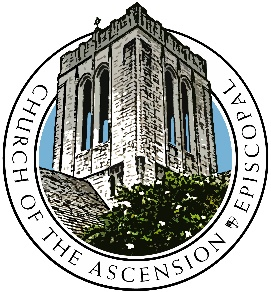 CHURCH OF THE ASCENSION
EPISCOPAL